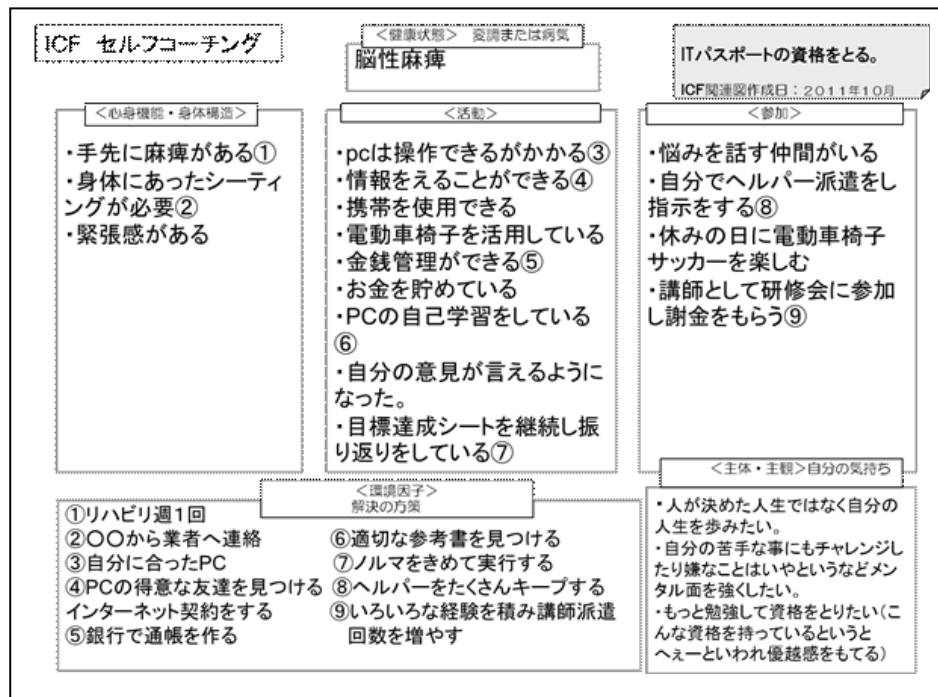 ICF セルフコーチング
＜健康状態＞ 変調または病気
脳性麻痺
ITパスポートの資格をとる。
ICF関連図作成日：2011年10月
＜心身機能・身体構造＞
・手先に麻痺がある①
・身体にあったシーティ
ングが必要②
・緊張感がある
＜活動＞
・pcは操作できるがかかる③
・情報をえることができる④
・携帯を使用できる
・電動車椅子を活用している
・金銭管理ができる⑤
・お金を貯めている
・PCの自己学習をしている
⑥
・自分の意見が言えるように
なった。
・目標達成シートを継続し振
り返りをしている⑦
＜参加＞
・悩みを話す仲間がいる
・自分でヘルパー派遣をし
指示をする⑧
・休みの日に電動車椅子
サッカーを楽しむ
・講師として研修会に参加
し謝金をもらう⑨
＜環境因子＞
解決の方策
①リハビリ週1回
②〇〇から業者へ連絡
③自分に合ったPC
④PCの得意な友達を見つける
インターネット契約をする
⑤銀行で通帳を作る
⑥適切な参考書を見つける
⑦ノルマをきめて実行する
⑧ヘルパーをたくさんキープする
⑨いろいろな経験を積み講師派遣
回数を増やす
＜主体・主観＞自分の気持ち
・人が決めた人生ではなく自分の
人生を歩みたい。
・自分の苦手な事にもチャレンジし
たり嫌なことはいやというなどメン
タル面を強くしたい。
・もっと勉強して資格をとりたい（こ
んな資格を持っているというと
へぇーといわれ優越感をもてる）